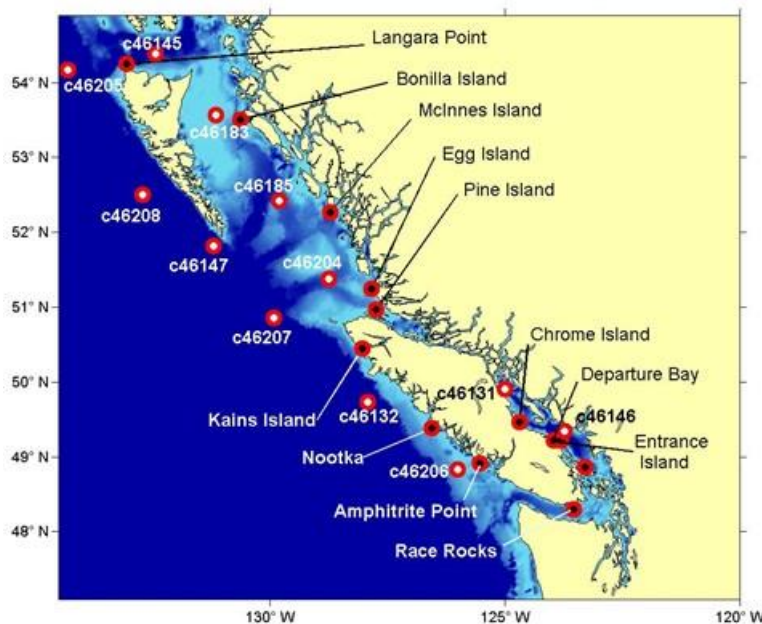 c46145
Langara Point
54° N
c46205
Bonilla Island
c46183
McInnes Island
53° N
Egg Island
c46185
Pine Island
c46208
52° N
c46147
c46204
51° N
c46207
Chrome Island
50° N
Departure Bay
c46131
Kains Island
c46132
c46146
Entrance
Island
Nootka
49° N
c46206
Amphitrite Point
48° N
Race Rocks
130° W
125° W
120° W